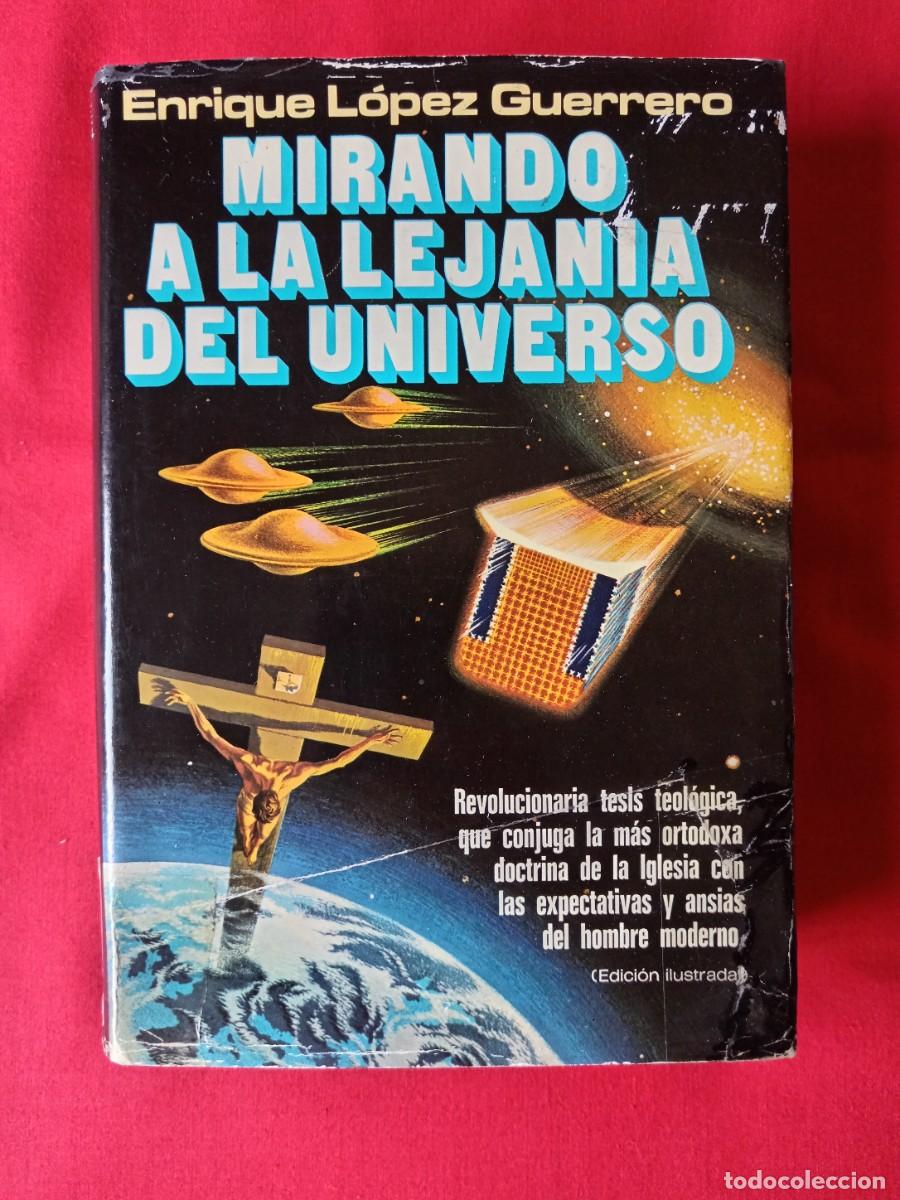 Enrique López Guerrero
MIRANDO
A LA LEJANIA
DEL UNIVERSO
Revolucionaria tesis teológica,
que conjuga la más ortodoxa
doctrina de la Iglesia con
las expectativas y ansias
del hombre moderno.
(Edición ilustrada)
todocoleccion